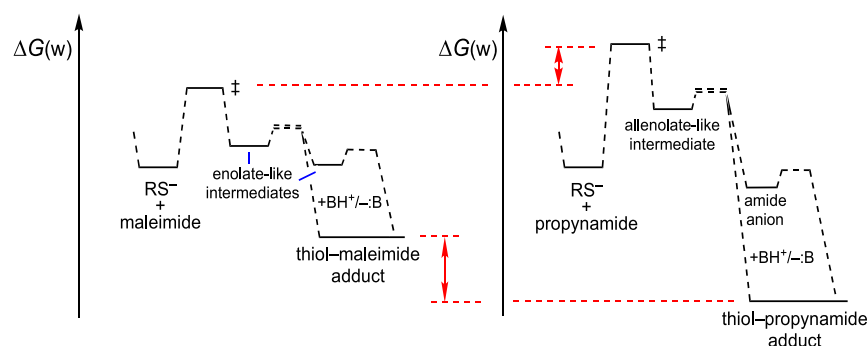 ΔG(w)
‡
RS–
+
maleimide
enolate-like
intermediates
+BH+/–:B
thiol–maleimide
adduct
ΔG(w)
‡
allenolate-like
intermediate
RS–
+
propynamide
amide
anion
+BH+/–:B
thiol–propynamide
adduct